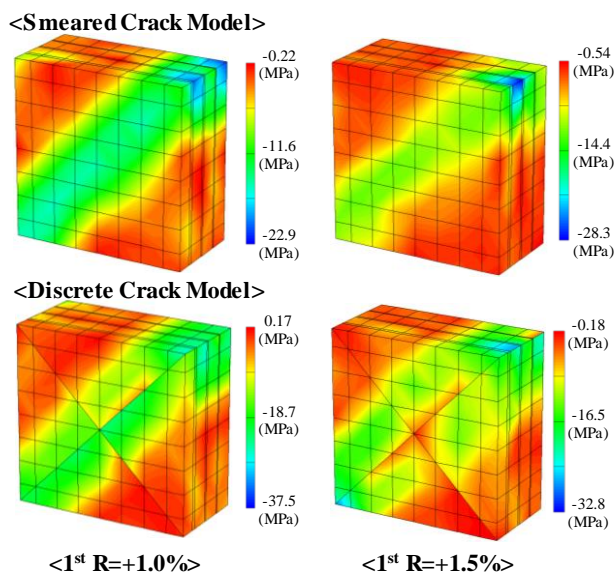 <Smeared Crack Model>
-0.22
(MPa)
-11.6
(MPa)
-22.9
(MPa)
-0.54
(MPa)
-14.4
(MPa)
-28.3
(MPa)
<Discrete Crack Model>
0.17
(MPa)
-18.7
(MPa)
-37.5
(MPa)
-0.18
(MPa)
-16.5
(MPa)
-32.8
(MPa)
<1st R=+1.0%>
<1st R=+1.5%>